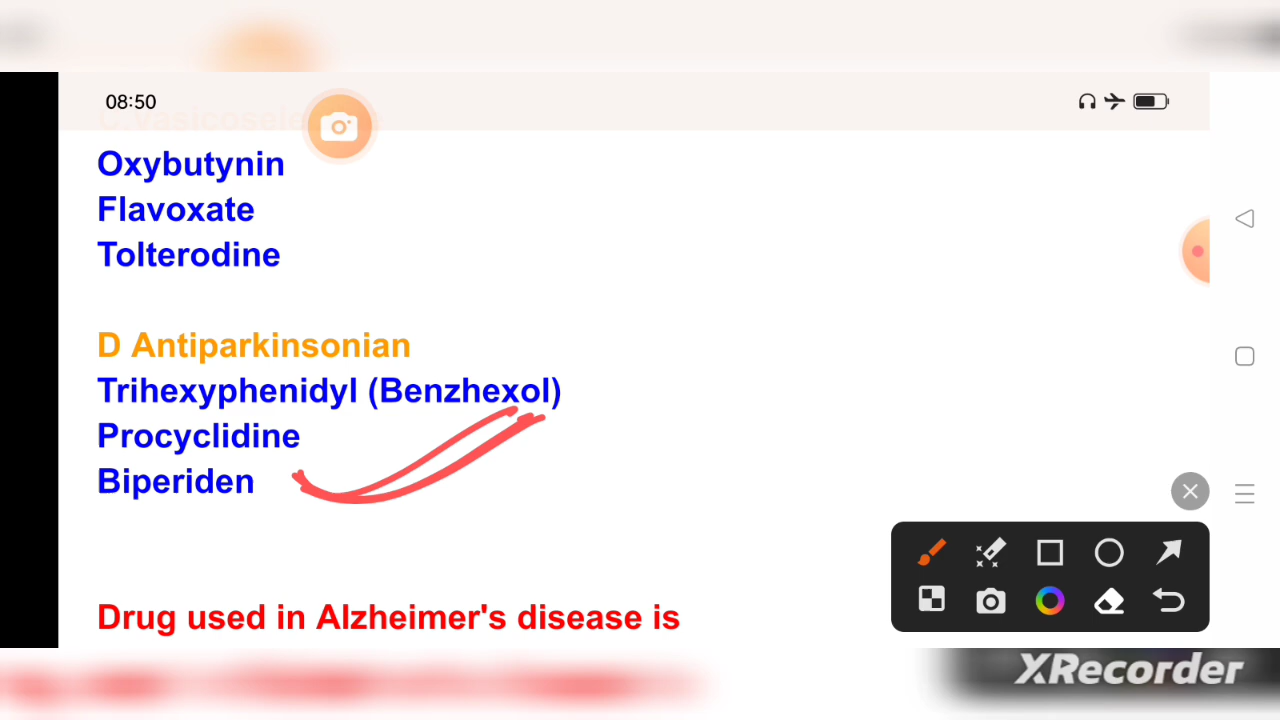 08:50
Oxybutynin
Flavoxate
Tolterodine
D Antiparkinsonian
Trihexyphenidyl (Benzhexol)
Procyclidine
Biperiden
Drug used in Alzheimer's disease is
XRecorder